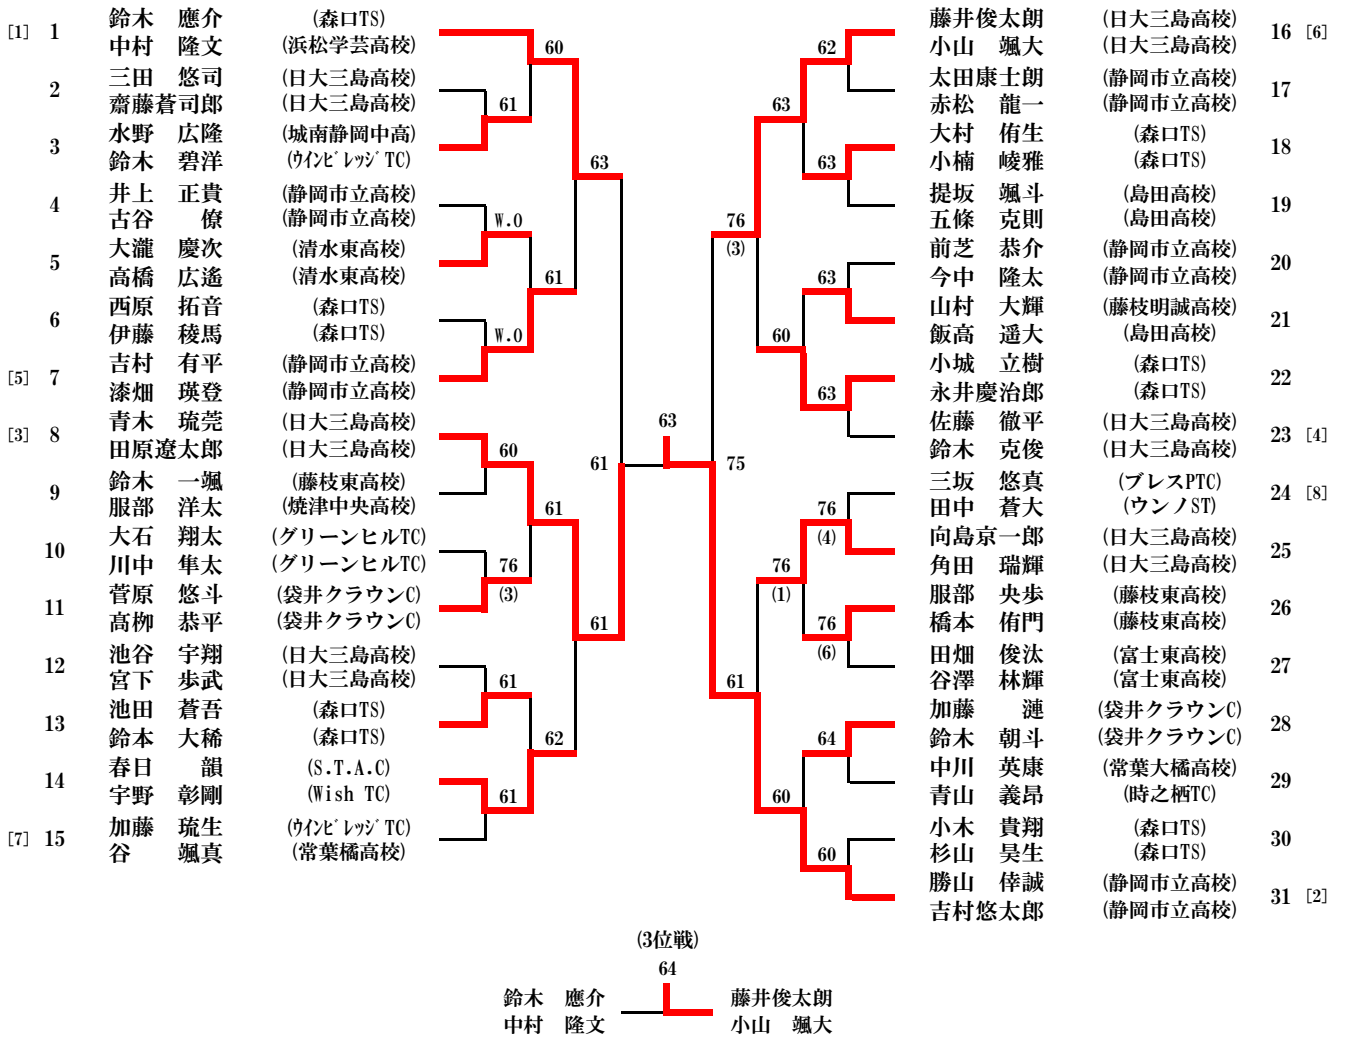 [1] 1 鈴木 應介 (森口TS)
中村 隆文 (浜松学芸高校)
2 三田 悠司 (日大三島高校)
齋藤蒼司郎 (日大三島高校)
3 水野 広隆 (城南静岡中高)
鈴木 碧洋 (ウインビレッジTC)
4 井上 正貴 (静岡市立高校)
古谷 僚 (静岡市立高校)
5 大瀧 慶次 (清水東高校)
高橋 広遙 (清水東高校)
6 西原 拓音 (森口TS)
伊藤 稜馬 (森口TS)
[5] 7 吉村 有平 (静岡市立高校)
漆畑 瑛登 (静岡市立高校)
[3] 8 青木 琉莞 (日大三島高校)
田原遼太郎 (日大三島高校)
9 鈴木 一颯 (藤枝東高校)
服部 洋太 (焼津中央高校)
10 大石 翔太 (グリーンヒルTC)
川中 隼太 (グリーンヒルTC)
11 菅原 悠斗 (袋井クラウンC)
高栁 恭平 (袋井クラウンC)
12 池谷 宇翔 (日大三島高校)
宮下 歩武 (日大三島高校)
13 池田 蒼吾 (森口TS)
鈴本 大稀 (森口TS)
14 春日 韻 (S.T.A.C)
宇野 彰剛 (Wish TC)
[7] 15 加藤 琉生 (ウインビレッジTC)
谷 颯真 (常葉橘高校)
60
61
63
W.0
61
W.0
63
61
60
61
76
(3)
61
61
62
61
75
62
63
63
76
(3)
63
60
63
76
(4)
76
(1)
76
(6)
61
64
60
60
藤井俊太朗 (日大三島高校) 16 [6]
小山 颯大 (日大三島高校)
太田康士朗 (静岡市立高校) 17
赤松 龍一 (静岡市立高校)
大村 侑生 (森口TS) 18
小楠 崚雅 (森口TS)
提坂 颯斗 (島田高校) 19
五條 克則 (島田高校)
前芝 恭介 (静岡市立高校) 20
今中 隆太 (静岡市立高校)
山村 大輝 (藤枝明誠高校) 21
飯高 遥大 (島田高校)
小城 立樹 (森口TS) 22
永井慶治郎 (森口TS)
佐藤 徹平 (日大三島高校) 23 [4]
鈴木 克俊 (日大三島高校)
三坂 悠真 (ブレスPTC) 24 [8]
田中 蒼大 (ウンノST)
向島京一郎 (日大三島高校) 25
角田 瑞輝 (日大三島高校)
服部 央歩 (藤枝東高校) 26
橋本 侑門 (藤枝東高校)
田畑 俊汰 (富士東高校) 27
谷澤 林輝 (富士東高校)
加藤 漣 (袋井クラウンC) 28
鈴木 朝斗 (袋井クラウンC)
中川 英康 (常葉大橘高校) 29
青山 義昂 (時之栖TC)
小木 貴翔 (森口TS) 30
杉山 昊生 (森口TS)
勝山 倖誠 (静岡市立高校) 31 [2]
吉村悠太郎 (静岡市立高校)
(3位戦)
64
鈴木 應介 藤井俊太朗
中村 隆文 小山 颯大